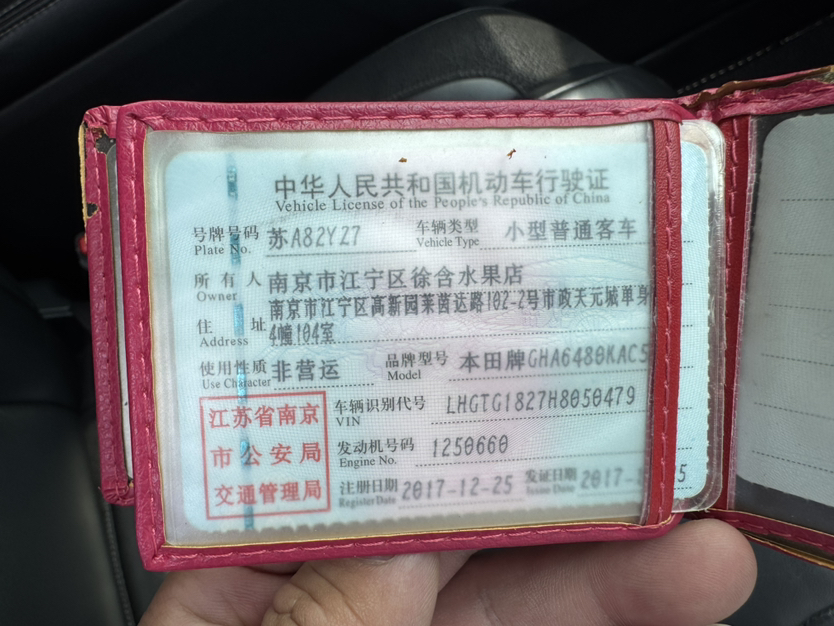 中华人民共和国机动车行驶证
Vehicle License of the People's Republic of China
号牌号码 苏A82Y27 车辆类型 小型普通客车
Plate No. Vehicle Type
所有人 南京市江宁区徐含水果店
Owner
南京市江宁区高新园莱茵达路102-2号市政天元城单身
住址 4幢104室
Address
使用性质 非营运 品牌型号 本田牌GHA6480KAC5
Use Character Model
江苏省南京 车辆识别代号 LHGTG1827H8050479
VIN
市公安局 发动机号码 1250660
Engine No.
交通管理局 注册日期 2017-12-25 发证日期 2017-
Register Date Issue Date